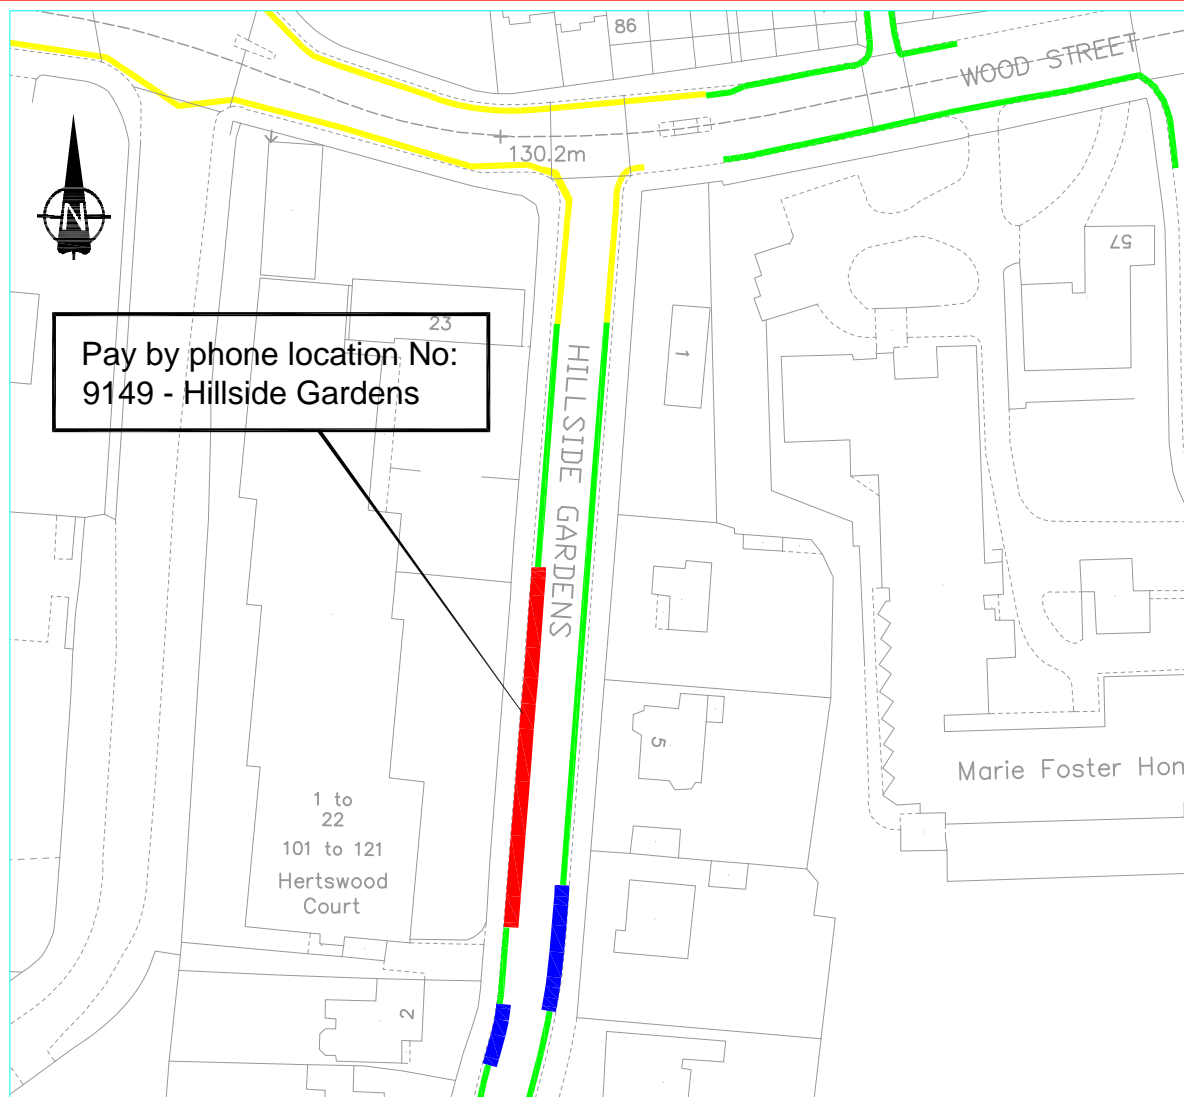 86
WOOD STREET
130.2m
N
57
23
1
Pay by phone location No:
9149 - Hillside Gardens
HILLSIDE GARDENS
5
Marie Foster Hom
1 to
22
101 to 121
Hertswood
Court
2